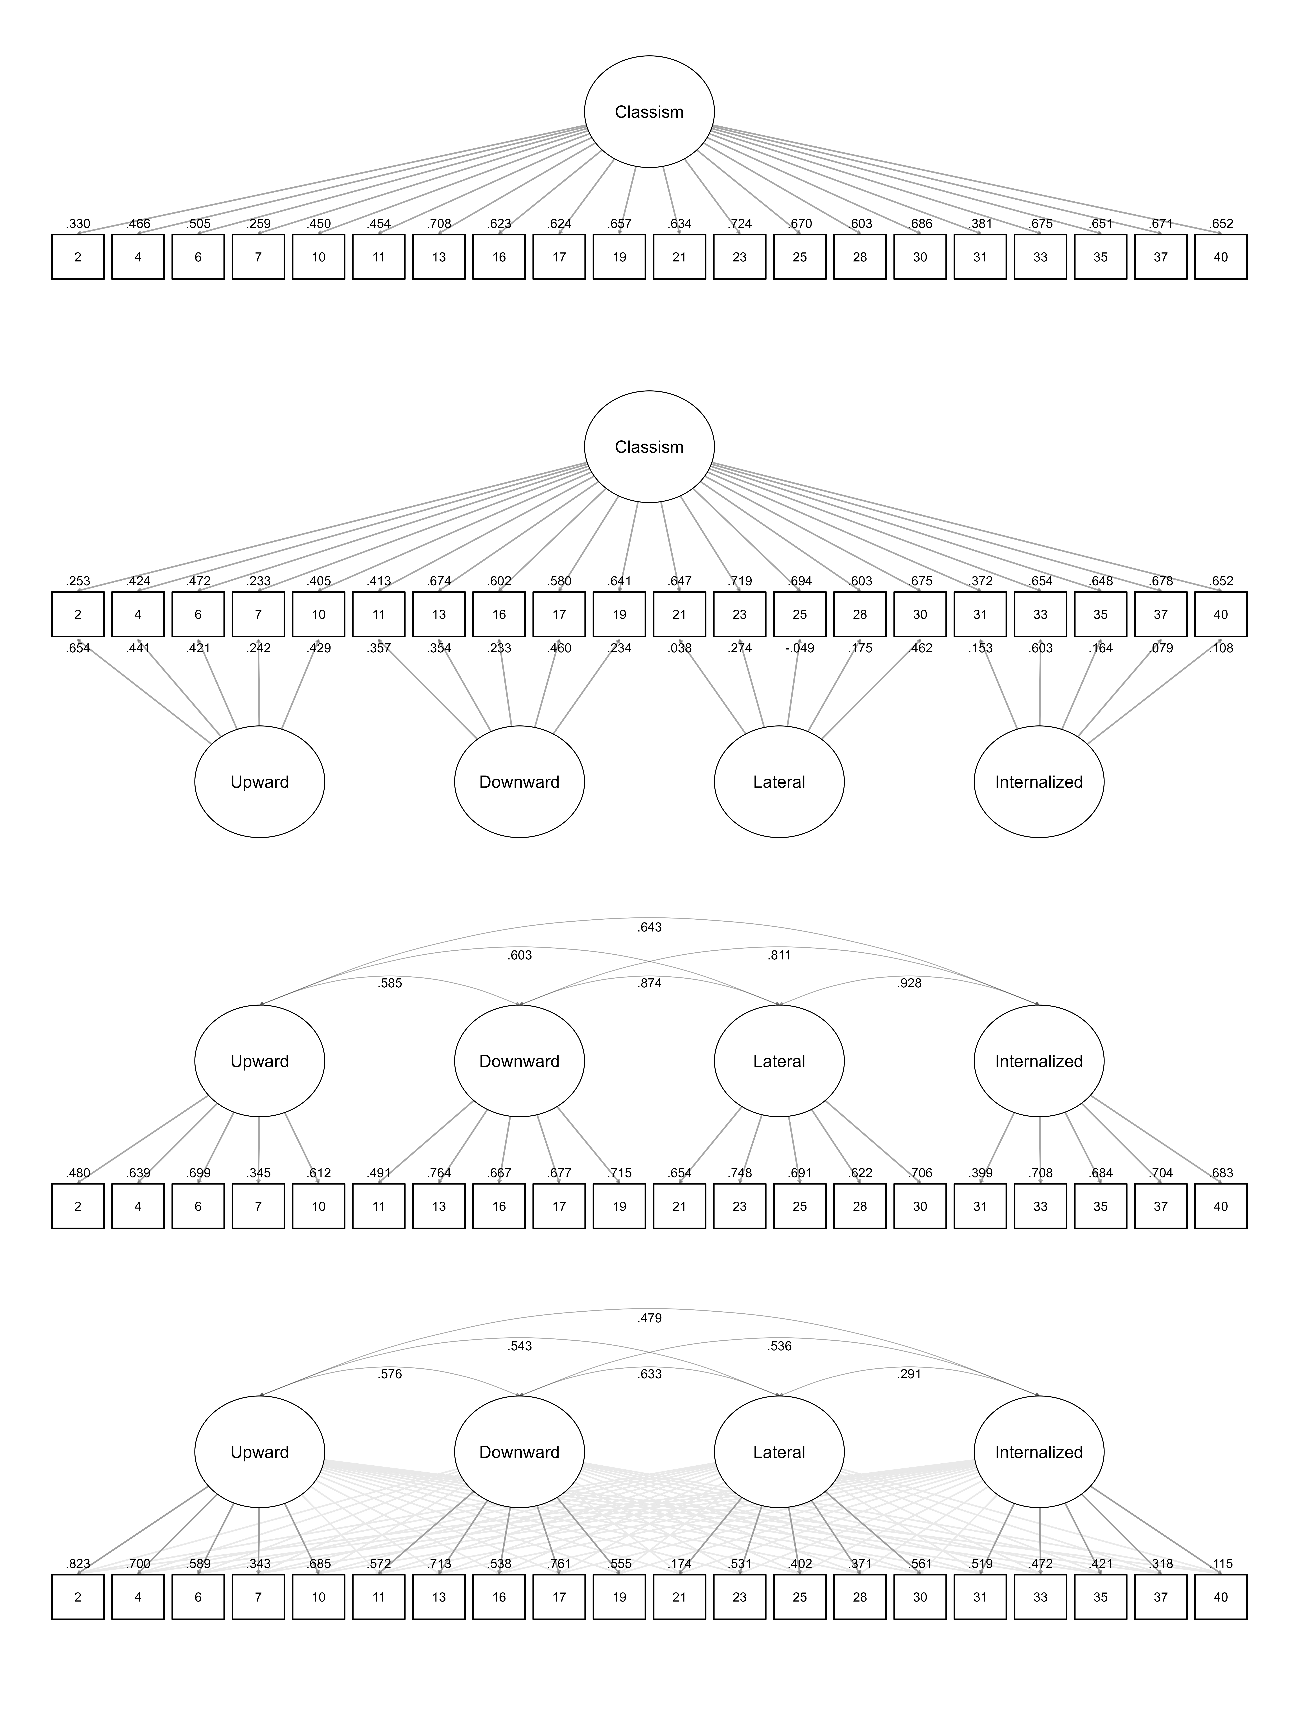 Classism
.330 .466 .505 .259 .450 .454 .708 .623 .624 .657 .634 .724 .670 .603 .686 .381 .675 .651 .671 .652
2 4 6 7 10 11 13 16 17 19 21 23 25 28 30 31 33 35 37 40
Classism
.253 .424 .472 .233 .405 .413 .674 .602 .580 .641 .647 .719 .694 .603 .675 .372 .654 .648 .678 .652
2 4 6 7 10 11 13 16 17 19 21 23 25 28 30 31 33 35 37 40
.654 .441 .421 .242 .429 .357 .354 .233 .460 .234 .038 .274 -.049 .175 .462 .153 .603 .164 .079 .108
Upward Downward Lateral Internalized
.643
.603 .811
.585 .874 .928
Upward Downward Lateral Internalized
.480 .639 .699 .345 .612 .491 .764 .667 .677 .715 .654 .748 .691 .622 .706 .399 .708 .684 .704 .683
2 4 6 7 10 11 13 16 17 19 21 23 25 28 30 31 33 35 37 40
.479
.543 .536
.576 .633 .291
Upward Downward Lateral Internalized
.823 .700 .589 .343 .685 .572 .713 .538 .761 .555 .174 .531 .402 .371 .561 .519 .472 .421 .318 .115
2 4 6 7 10 11 13 16 17 19 21 23 25 28 30 31 33 35 37 40